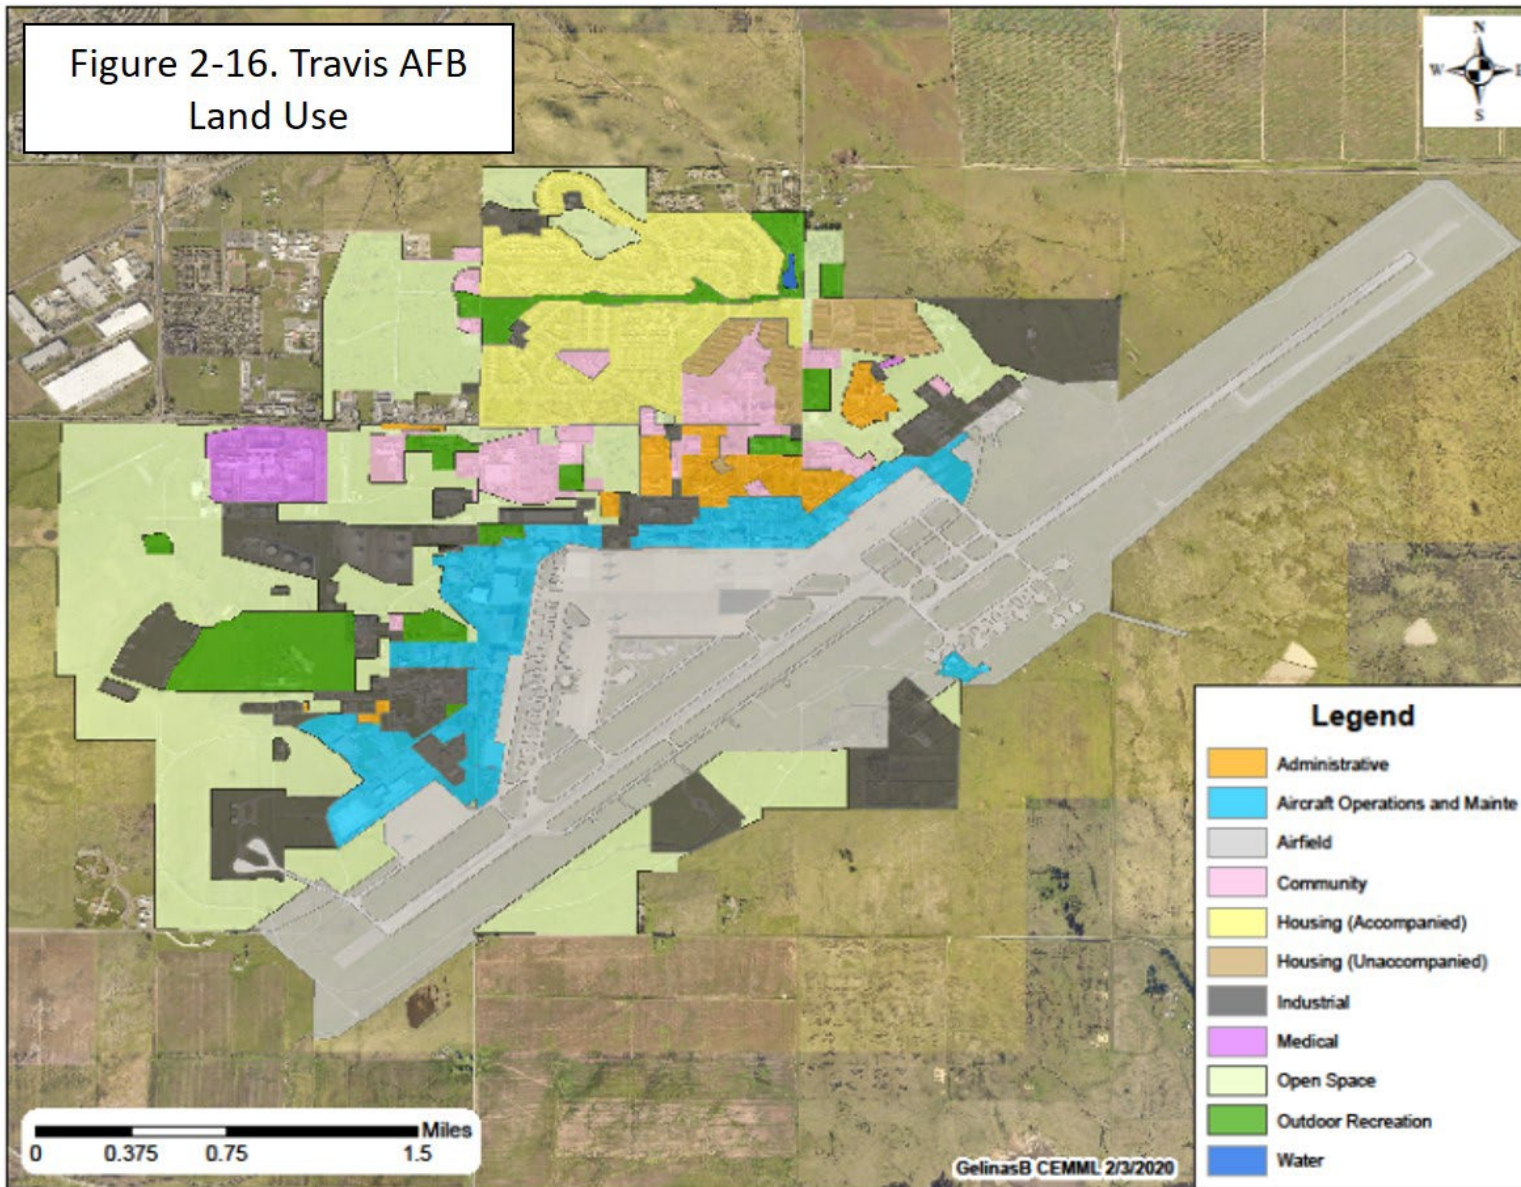 Figure 2-16. Travis AFB
Land Use
N
W
E
S
Legend
Administrative
Aircraft Operations and Mainte
Airfield
Community
Housing (Accompanied)
Housing (Unaccompanied)
Industrial
Medical
Open Space
Outdoor Recreation
Water
Miles
0 0.375 0.75 1.5
GelinasB CEMML 2/3/2020